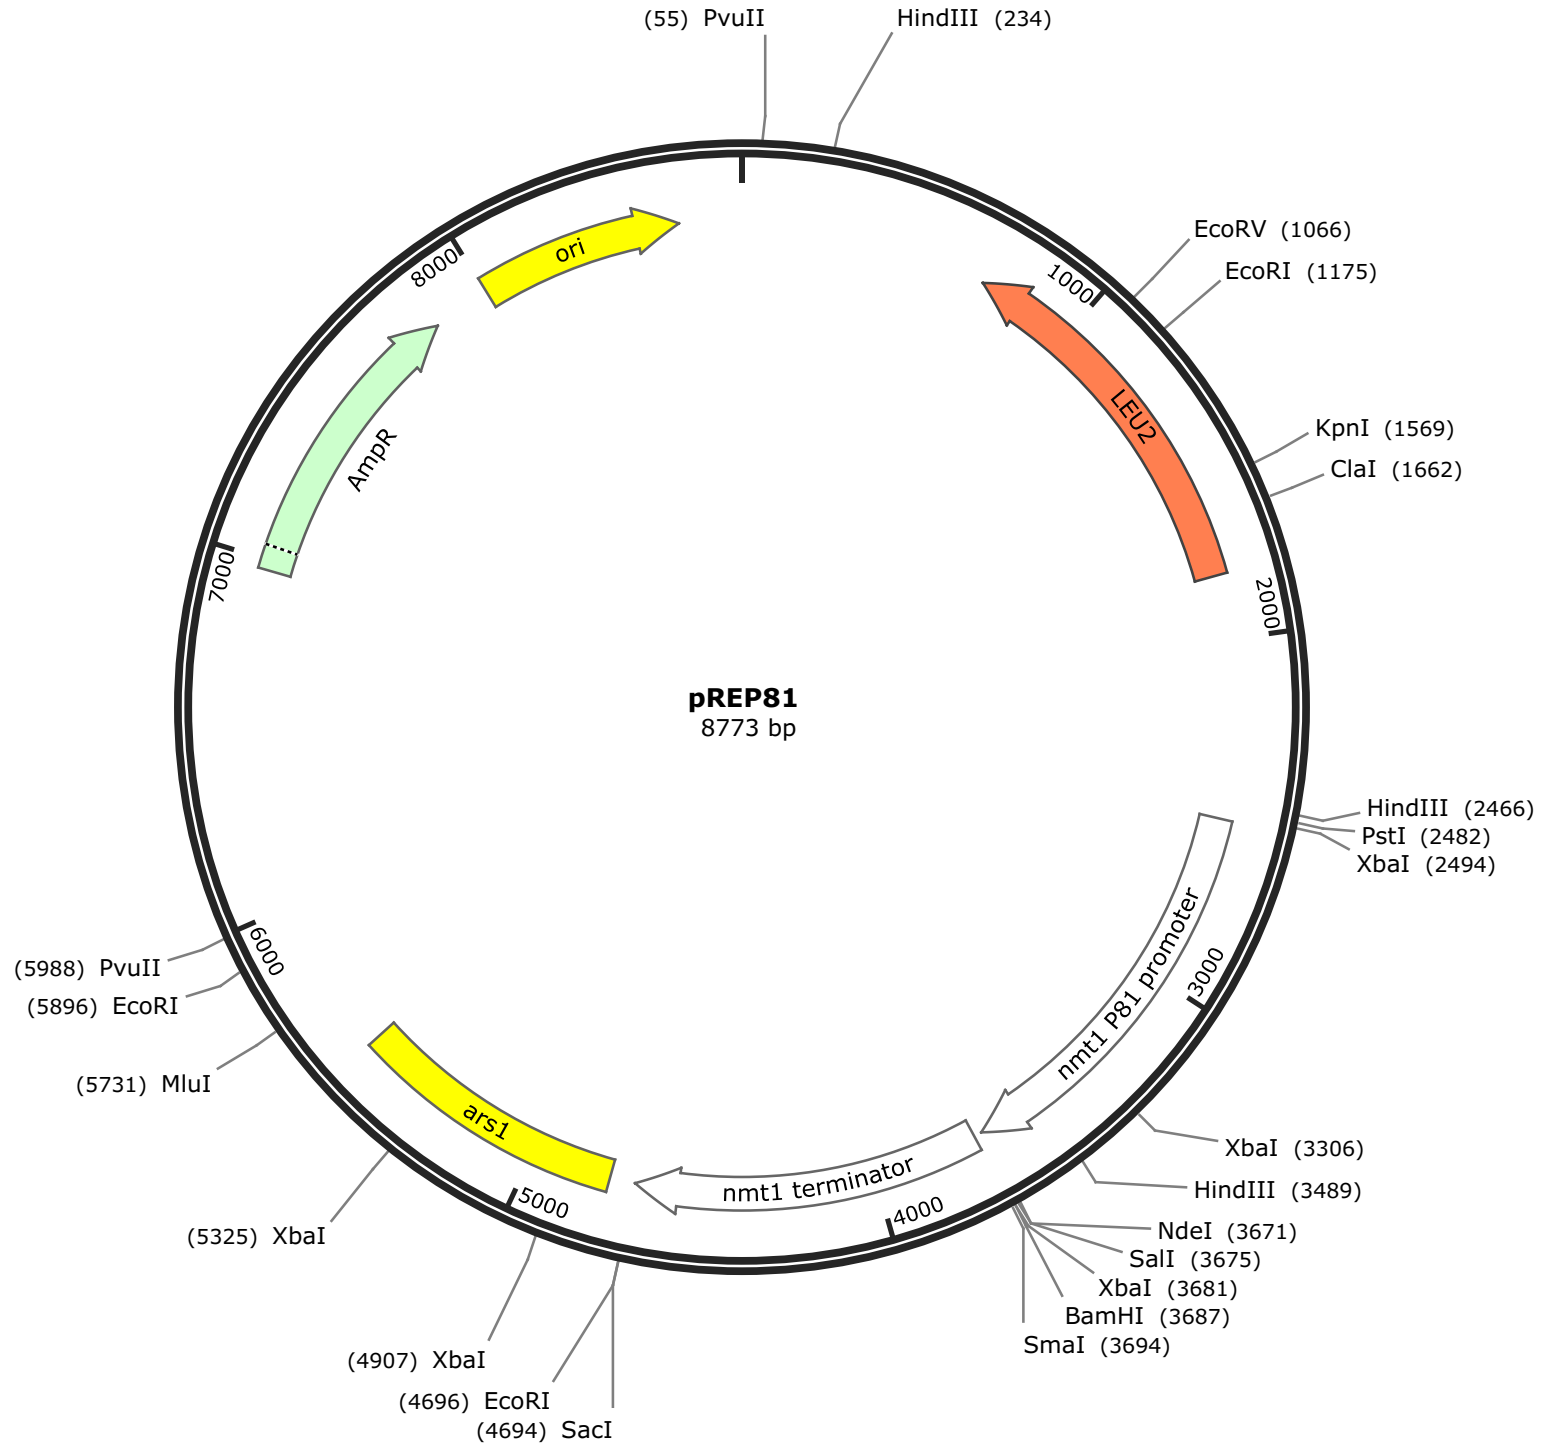 (55) PvuII
HindIII (234)
EcoRV (1066)
EcoRI (1175)
KpnI (1569)
ClaI (1662)
HindIII (2466)
PstI (2482)
XbaI (2494)
XbaI (3306)
HindIII (3489)
NdeI (3671)
SalI (3675)
XbaI (3681)
BamHI (3687)
SmaI (3694)
(4694) SacI
(4696) EcoRI
(4907) XbaI
(5325) XbaI
(5731) MluI
(5896) EcoRI
(5988) PvuII
1000
2000
3000
4000
5000
6000
7000
8000
ori
LEU2
nmt1 P81 promoter
nmt1 terminator
ars1
AmpR
pREP81
8773 bp